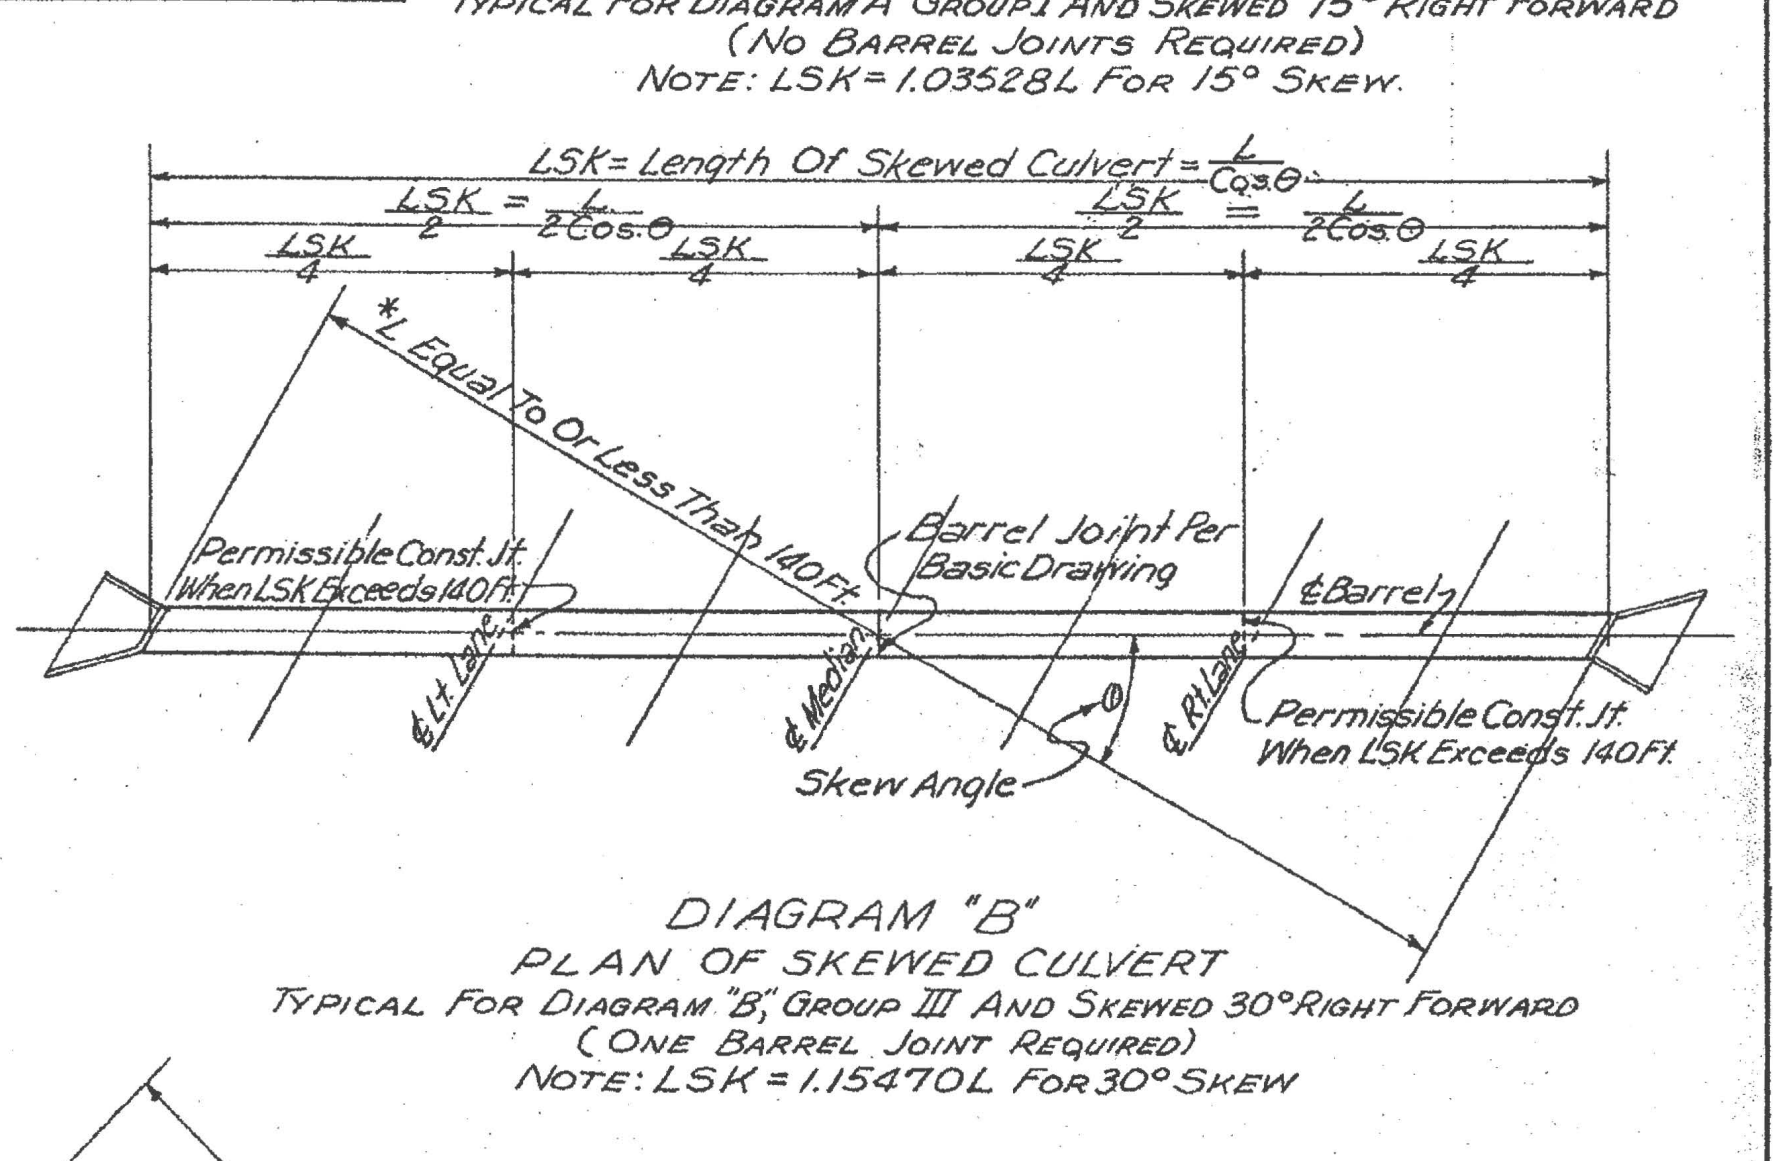 TYPICAL FOR DIAGRAM A GROUP I AND SKEWED 15° RIGHT FORWARD
(NO BARREL JOINTS REQUIRED)
NOTE: LSK = 1.03528L FOR 15° SKEW.
LSK = Length Of Skewed Culvert = L / Cos. θ
LSK / 2 = L / 2 Cos. θ
LSK / 2 = L / 2 Cos. θ
LSK / 4
LSK / 4
LSK / 4
LSK / 4
*L Equal To Or Less Than 140 Ft.
Permissible Const. Jt.
When LSK Exceeds 140 Ft.
Barrel Joint Per
Basic Drawing
℄ Barrel
℄ Lt. Lane
℄ Median
℄ Rt. Lane
θ
Skew Angle
Permissible Const. Jt.
When LSK Exceeds 140 Ft.
DIAGRAM "B"
PLAN OF SKEWED CULVERT
TYPICAL FOR DIAGRAM "B", GROUP III AND SKEWED 30° RIGHT FORWARD
(ONE BARREL JOINT REQUIRED)
NOTE: LSK = 1.15470L FOR 30° SKEW